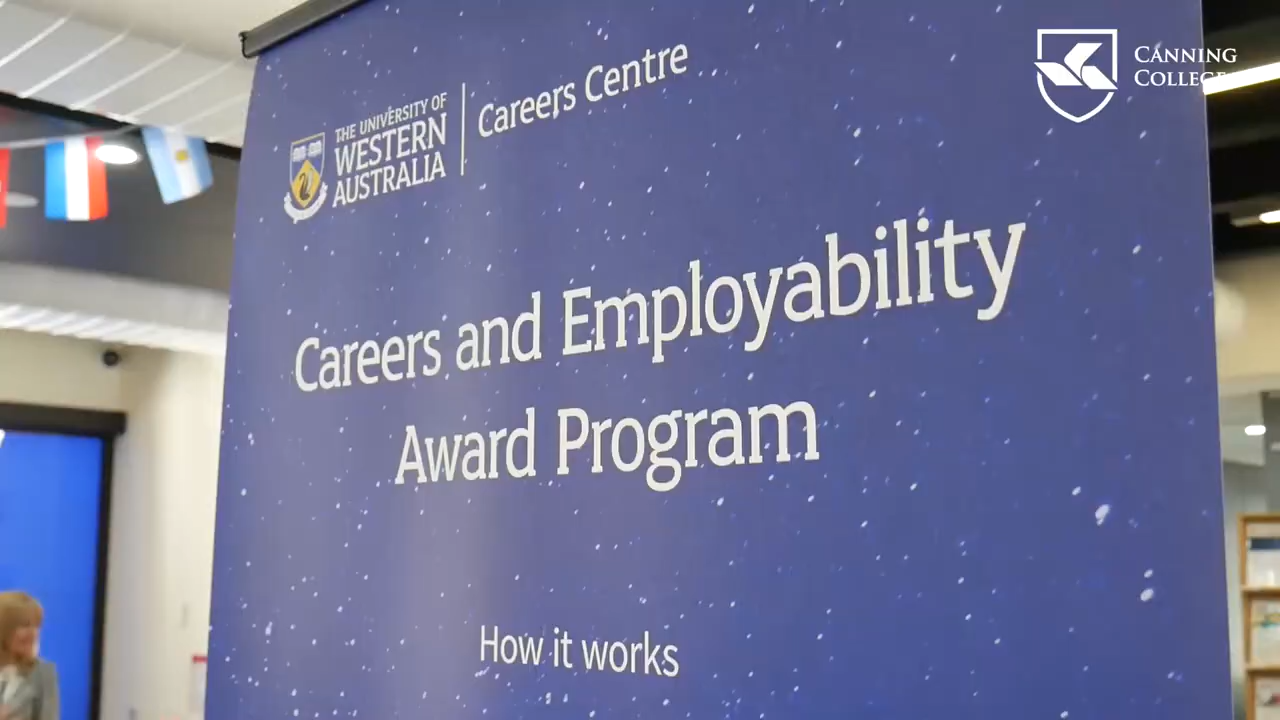 THE UNIVERSITY OF
WESTERN
AUSTRALIA
Careers Centre
CANNING
COLLEGE
Careers and Employability
Award Program
How it works